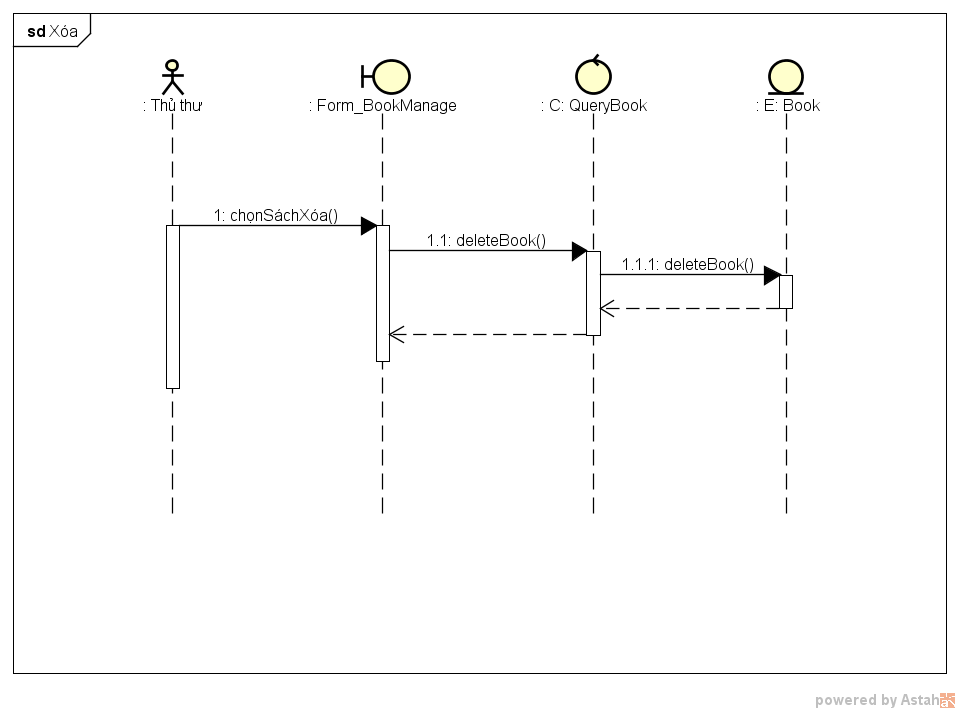 sd Xóa
: Thủ thư
: Form_BookManage
: C: QueryBook
: E: Book
1: chọnSáchXóa()
1.1: deleteBook()
1.1.1: deleteBook()
powered by Astah